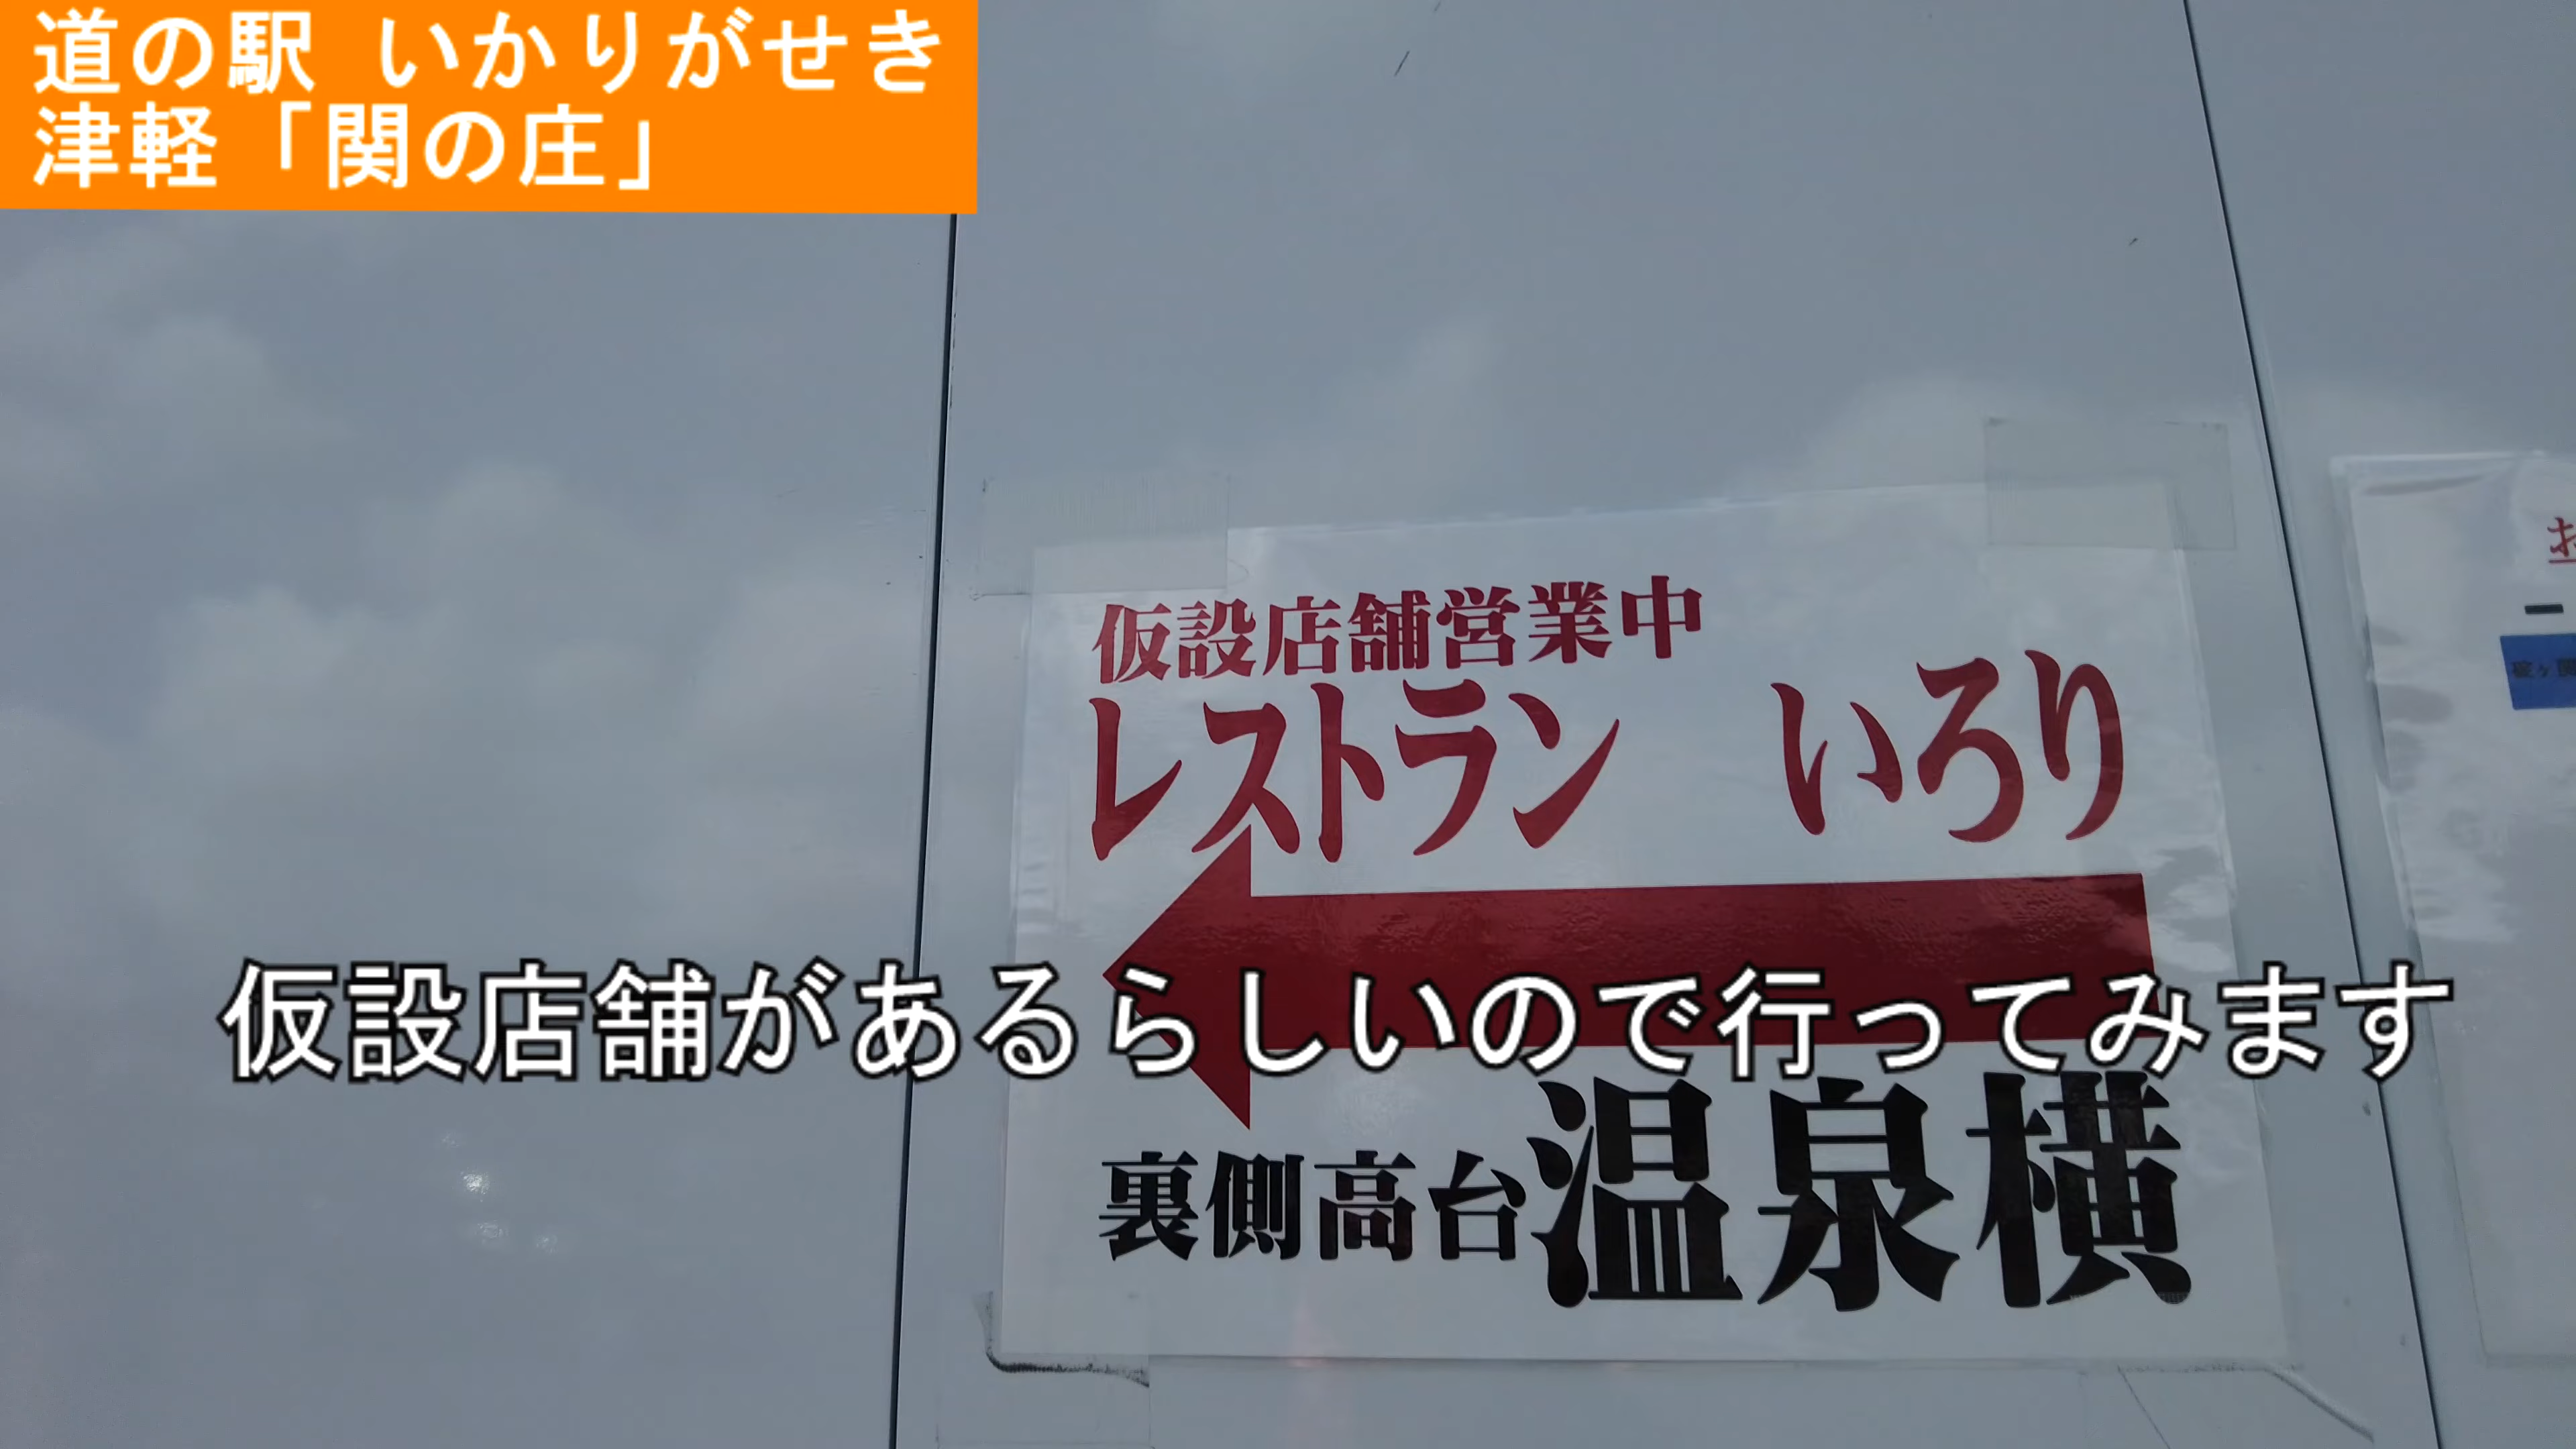 道の駅 いかりがせき
津軽「関の庄」
仮設店舗営業中
レストラン いろり
仮設店舗があるらしいので行ってみます
裏側高台温泉横